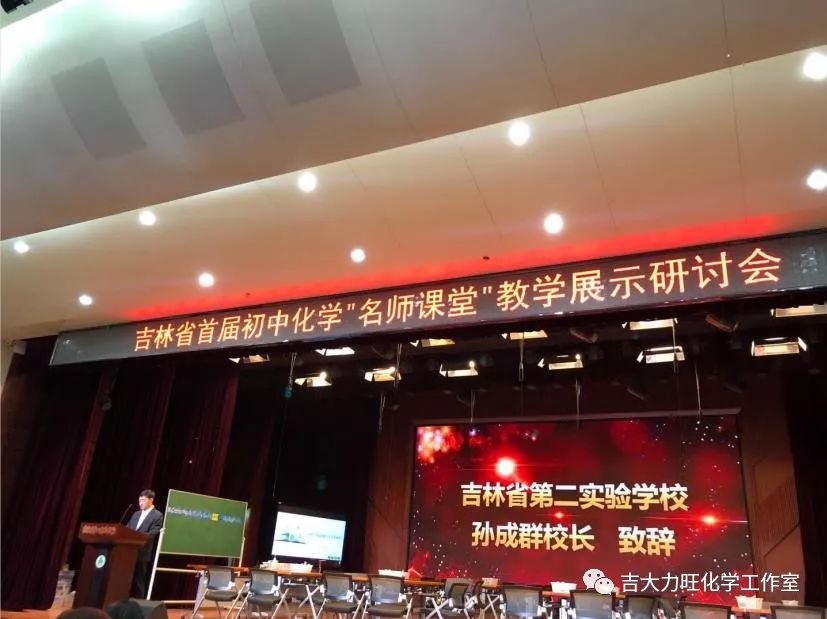 吉林省首届初中化学"名师课堂"教学展示研讨会
吉林省第二实验学校
孙成群校长 致辞
吉大力旺化学工作室